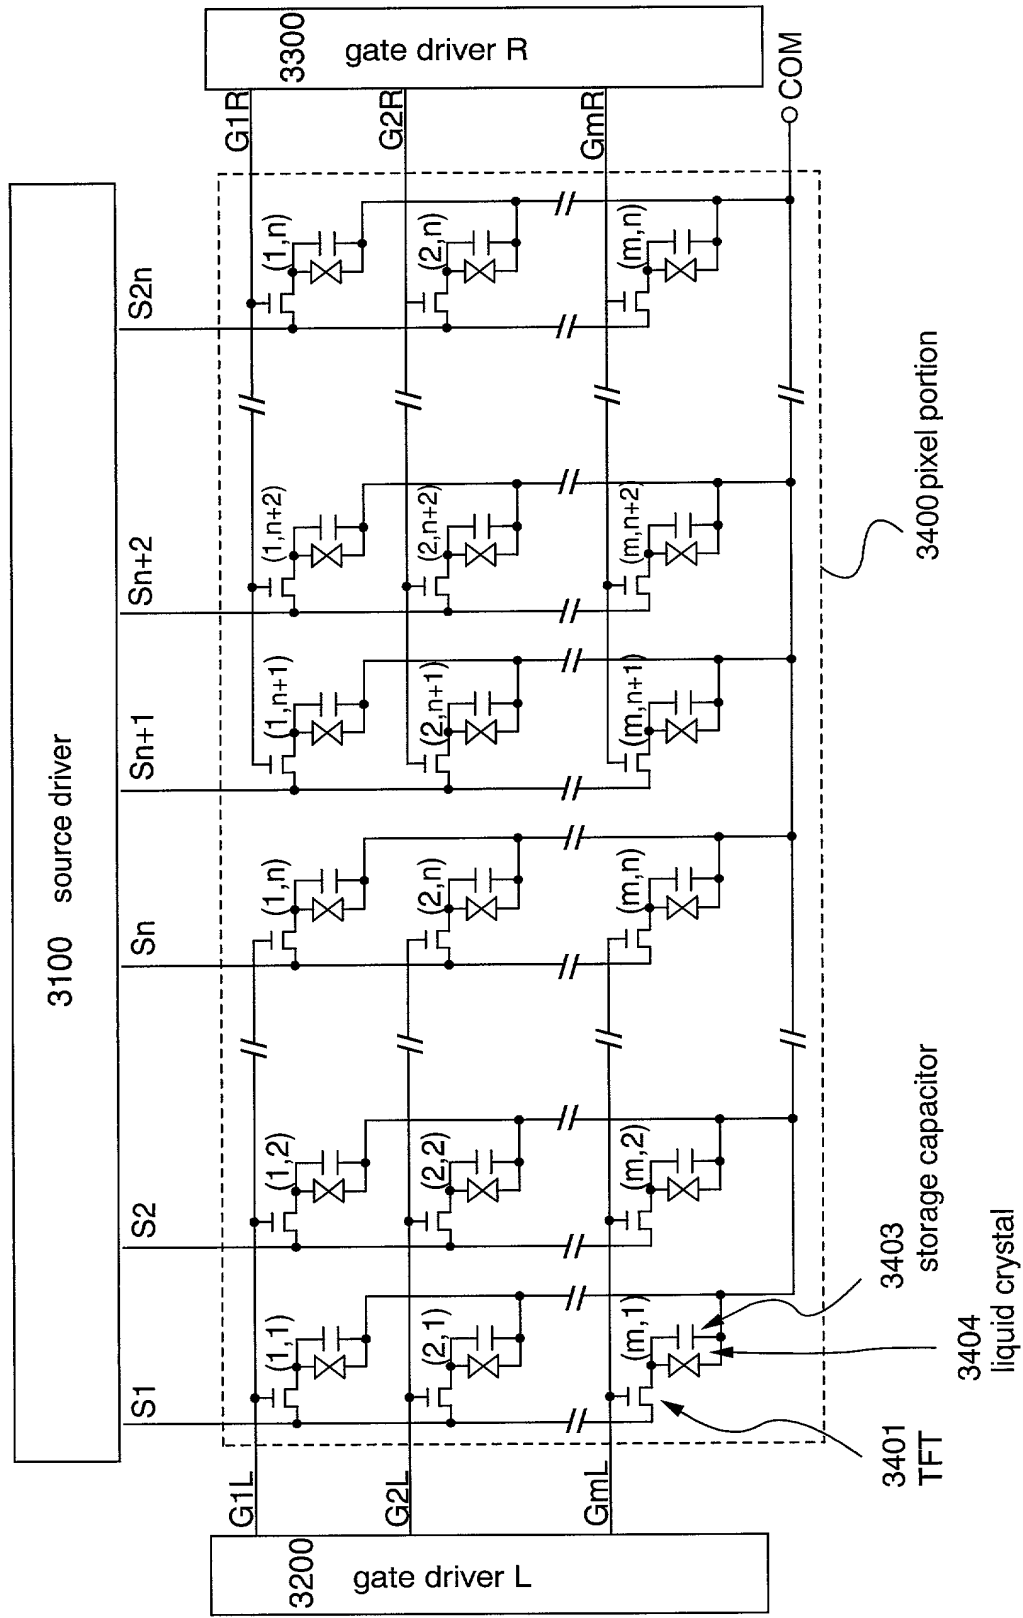 3100 source driver
S1
S2
Sn
Sn+1
Sn+2
S2n
3200
gate driver L
3300
gate driver R
G1L
(1,1)
(1,2)
(1,n)
(1,n+1)
(1,n+2)
(1,n)
G1R
G2L
(2,1)
(2,2)
(2,n)
(2,n+1)
(2,n+2)
(2,n)
G2R
GmL
(m,1)
(m,2)
(m,n)
(m,n+1)
(m,n+2)
(m,n)
GmR
COM
3401
TFT
3404
liquid crystal
3403
storage capacitor
3400 pixel portion